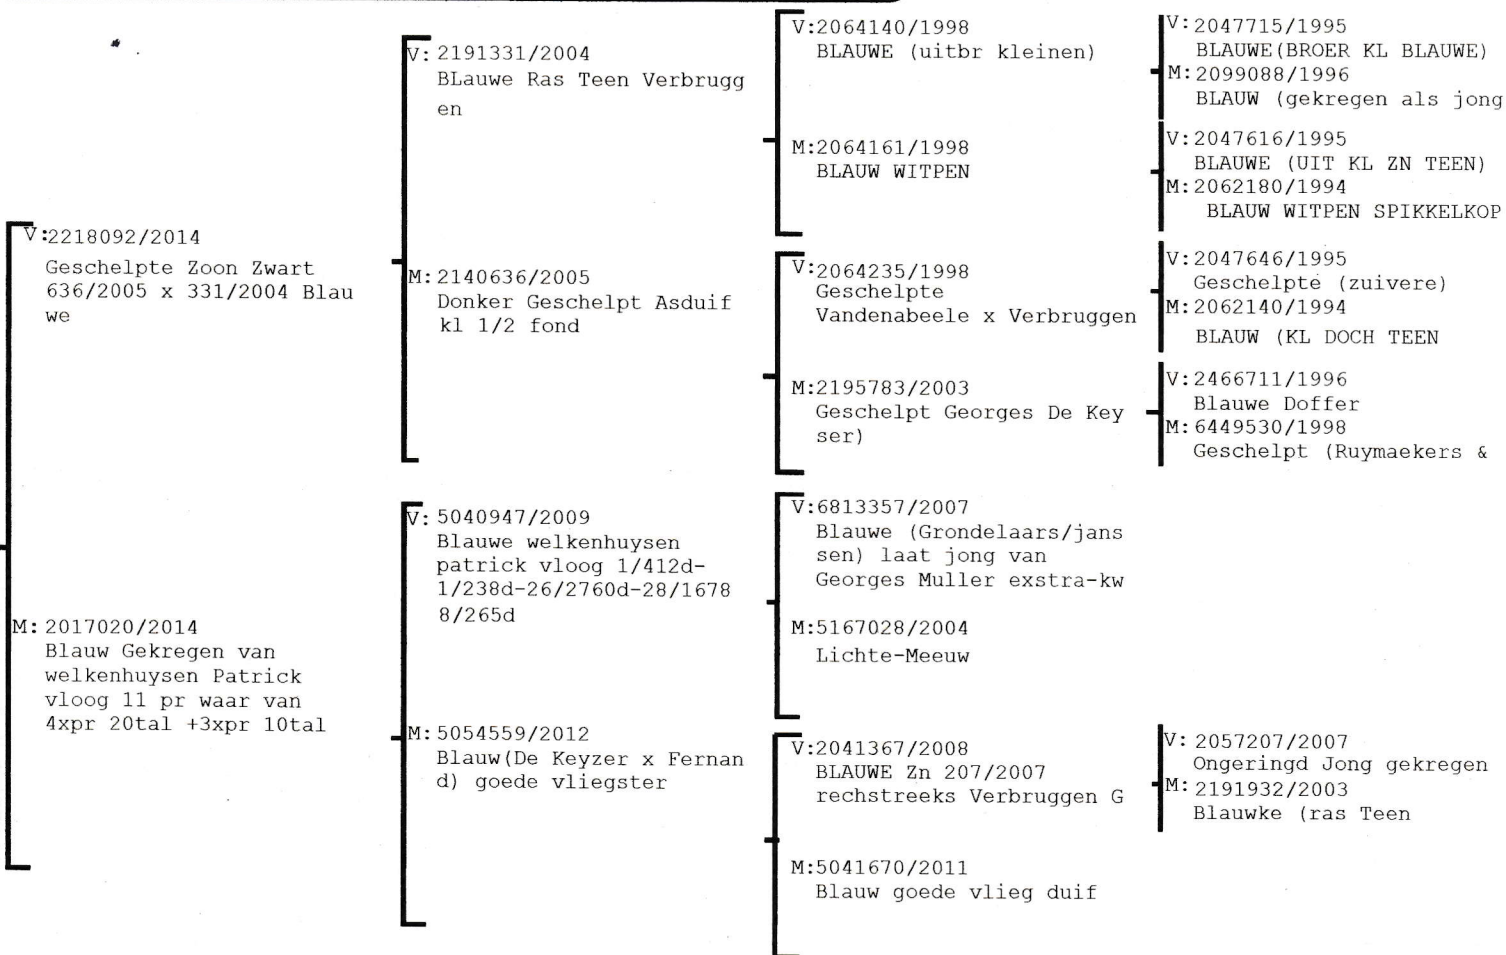 V:2218092/2014
Geschelpte Zoon Zwart
636/2005 x 331/2004 Blau
we
M: 2017020/2014
Blauw Gekregen van
welkenhuysen Patrick
vloog 11 pr waar van
4xpr 20tal +3xpr 10tal
V: 2191331/2004
BLauwe Ras Teen Verbrugg
en
M: 2140636/2005
Donker Geschelpt Asduif
kl 1/2 fond
V: 5040947/2009
Blauwe welkenhuysen
patrick vloog 1/412d-
1/238d-26/2760d-28/1678
8/265d
M: 5054559/2012
Blauw(De Keyzer x Fernan
d) goede vliegster
V:2064140/1998
BLAUWE (uitbr kleinen)
M:2064161/1998
BLAUW WITPEN
V:2064235/1998
Geschelpte
Vandenabeele x Verbruggen
M:2195783/2003
Geschelpt Georges De Key
ser)
V:6813357/2007
Blauwe (Grondelaars/jans
sen) laat jong van
Georges Muller exstra-kw
M:5167028/2004
Lichte-Meeuw
V:2041367/2008
BLAUWE Zn 207/2007
rechstreeks Verbruggen G
M:5041670/2011
Blauw goede vlieg duif
V: 2047715/1995
BLAUWE(BROER KL BLAUWE)
M: 2099088/1996
BLAUW (gekregen als jong
V: 2047616/1995
BLAUWE (UIT KL ZN TEEN)
M: 2062180/1994
BLAUW WITPEN SPIKKELKOP
V: 2047646/1995
Geschelpte (zuivere)
M: 2062140/1994
BLAUW (KL DOCH TEEN
V: 2466711/1996
Blauwe Doffer
M: 6449530/1998
Geschelpt (Ruymaekers &
V: 2057207/2007
Ongeringd Jong gekregen
M: 2191932/2003
Blauwke (ras Teen